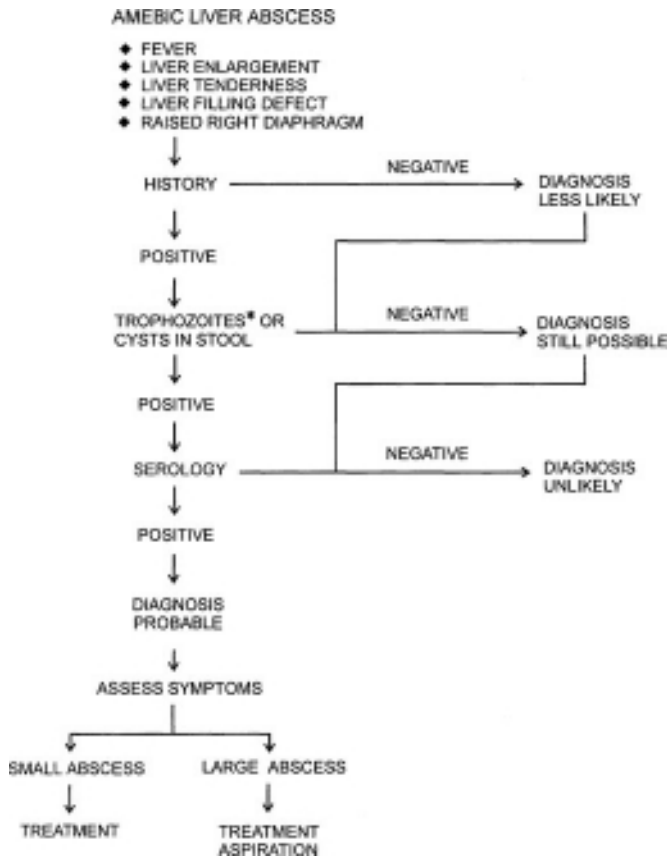 AMEBIC LIVER ABSCESS
◆ FEVER
◆ LIVER ENLARGEMENT
◆ LIVER TENDERNESS
◆ LIVER FILLING DEFECT
◆ RAISED RIGHT DIAPHRAGM
HISTORY
NEGATIVE
DIAGNOSIS
LESS LIKELY
POSITIVE
TROPHOZOITES* OR
CYSTS IN STOOL
NEGATIVE
DIAGNOSIS
STILL POSSIBLE
POSITIVE
SEROLOGY
NEGATIVE
DIAGNOSIS
UNLIKELY
POSITIVE
DIAGNOSIS
PROBABLE
ASSESS SYMPTOMS
SMALL ABSCESS
LARGE ABSCESS
TREATMENT
TREATMENT
ASPIRATION